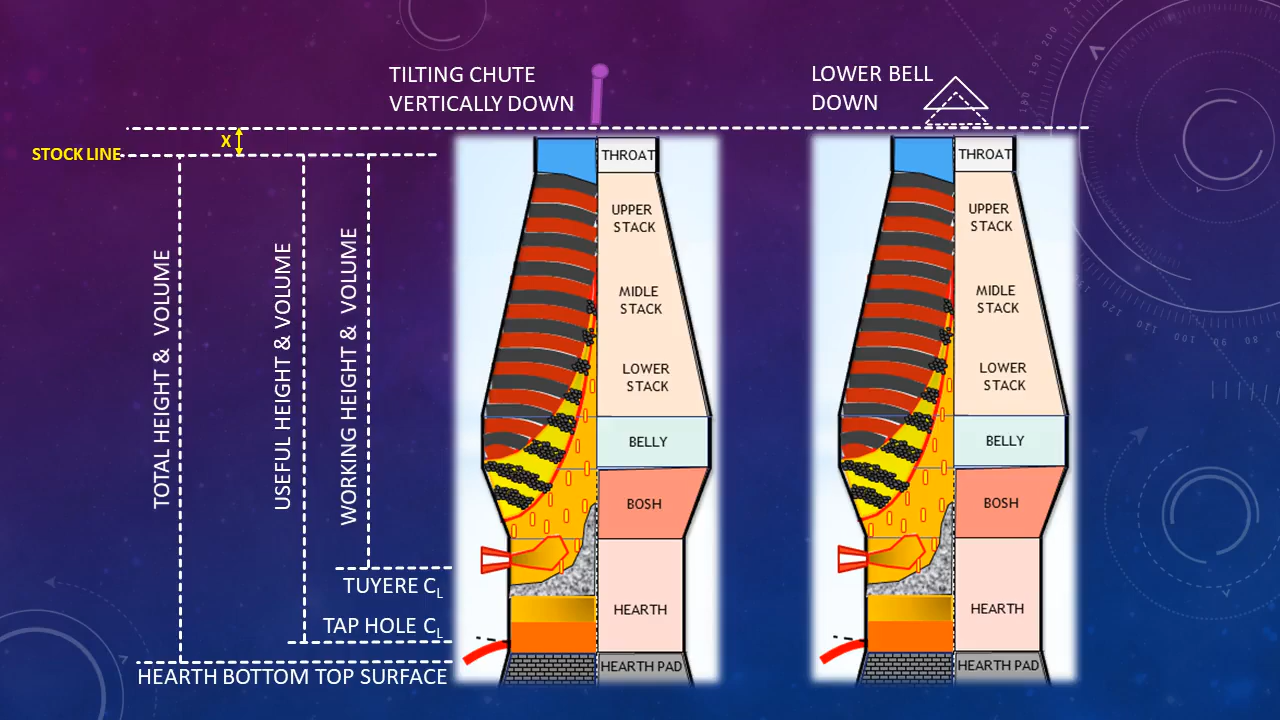 TILTING CHUTE
VERTICALLY DOWN
LOWER BELL
DOWN
X
STOCK LINE
TOTAL HEIGHT & VOLUME
USEFUL HEIGHT & VOLUME
WORKING HEIGHT & VOLUME
THROAT
UPPER
STACK
MIDLE
STACK
LOWER
STACK
BELLY
BOSH
HEARTH
HEARTH PAD
THROAT
UPPER
STACK
MIDLE
STACK
LOWER
STACK
BELLY
BOSH
HEARTH
HEARTH PAD
TUYERE CL
TAP HOLE CL
HEARTH BOTTOM TOP SURFACE